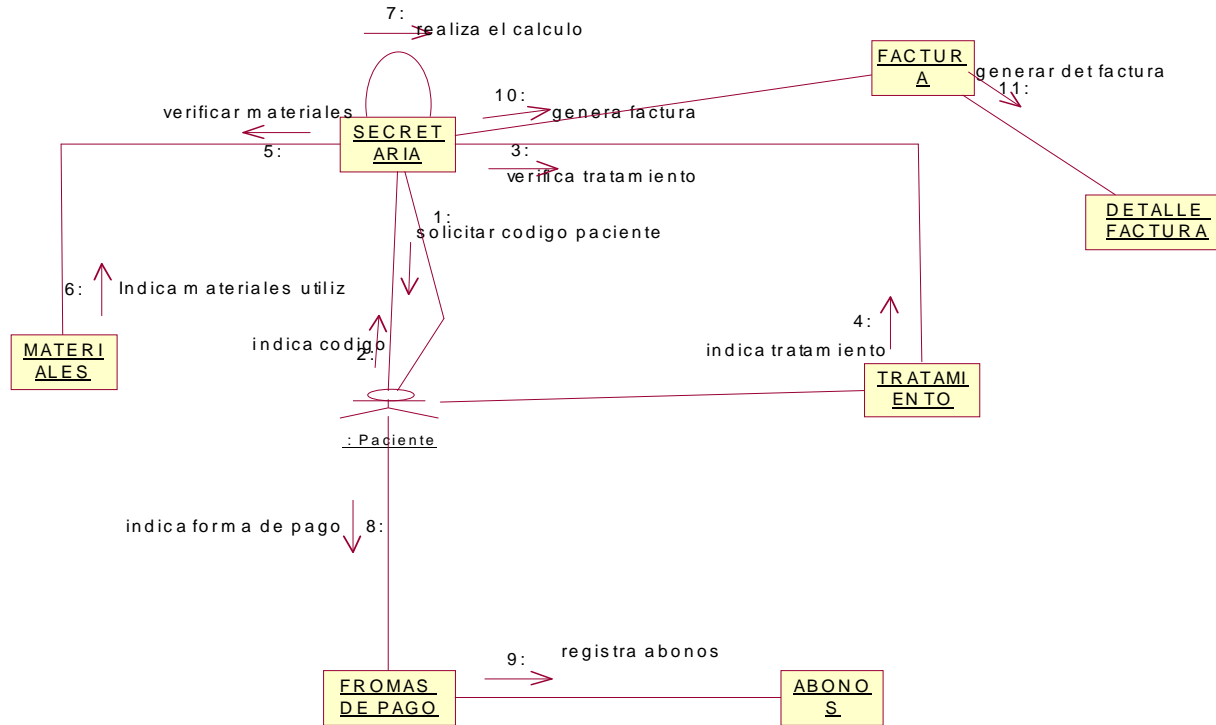 7:
realiza el calculo
FACTUR
A
generar det factura
11:
verificar materiales
10:
genera factura
SECRET
ARIA
5:
3:
verifica tratamiento
DETALLE
FACTURA
1:
solicitar codigo paciente
6:
Indica materiales utiliz
4:
indica codigo
2:
indica tratamiento
MATERI
ALES
TRATAMI
ENTO
: Paciente
indica forma de pago
8:
9:
registra abonos
FROMAS
DE PAGO
ABONO
S